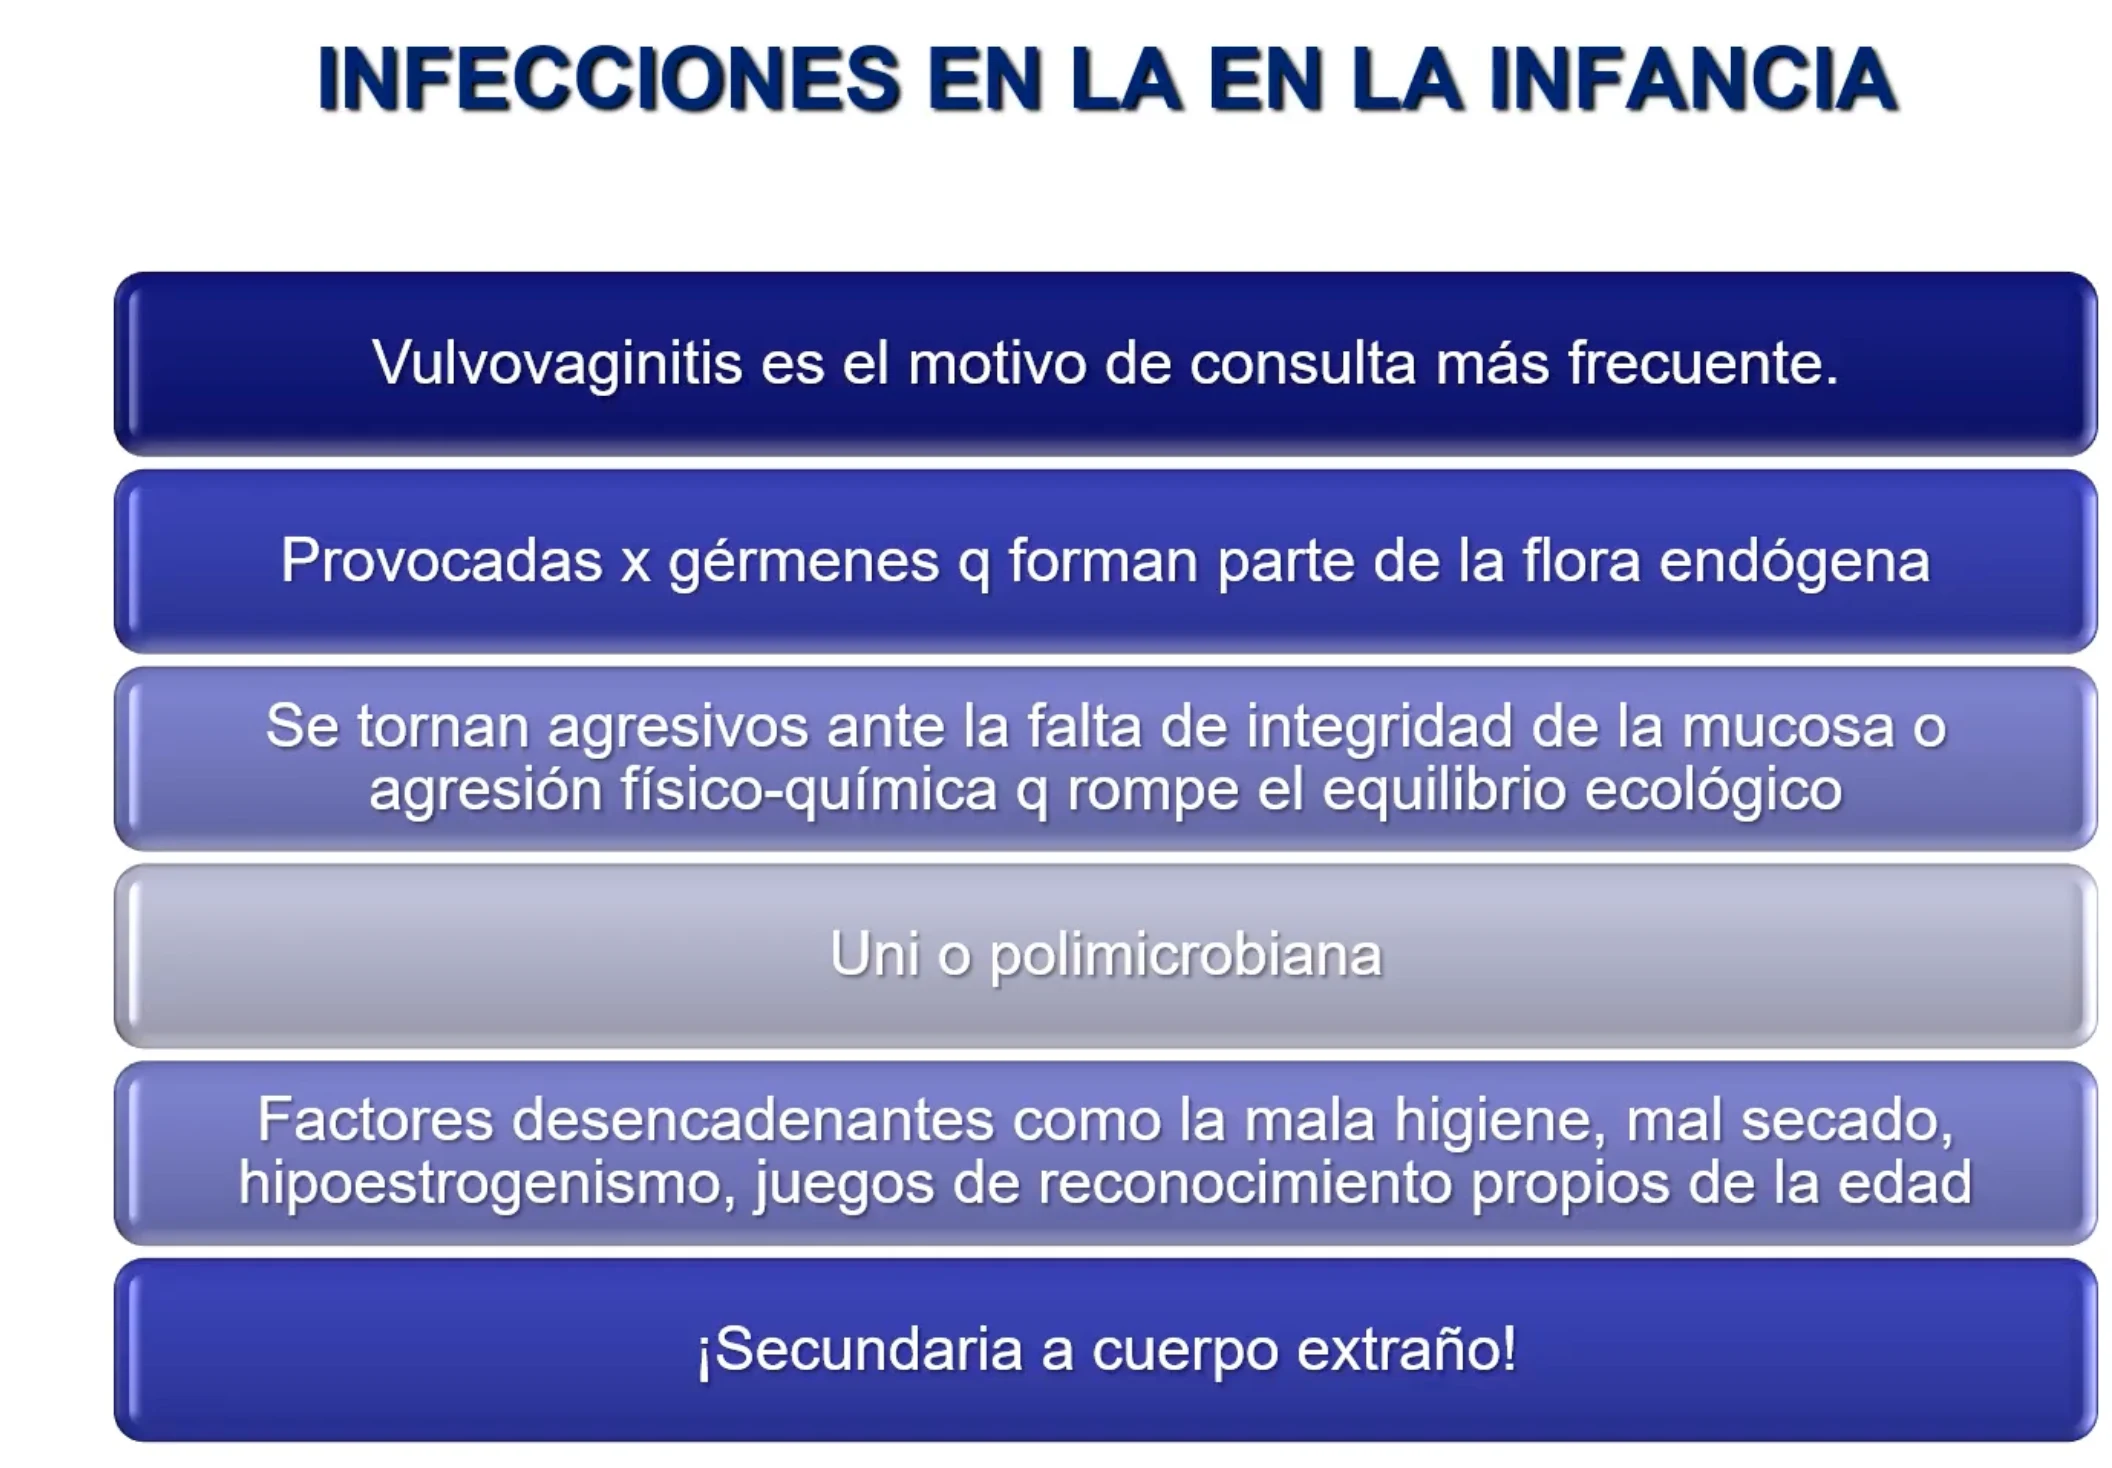 INFECCIONES EN LA EN LA INFANCIA
Vulvovaginitis es el motivo de consulta más frecuente.
Provocadas x gérmenes q forman parte de la flora endógena
Se tornan agresivos ante la falta de integridad de la mucosa o
agresión físico-química q rompe el equilibrio ecológico
Uni o polimicrobiana
Factores desencadenantes como la mala higiene, mal secado,
hipoestrogenismo, juegos de reconocimiento propios de la edad
¡Secundaria a cuerpo extraño!